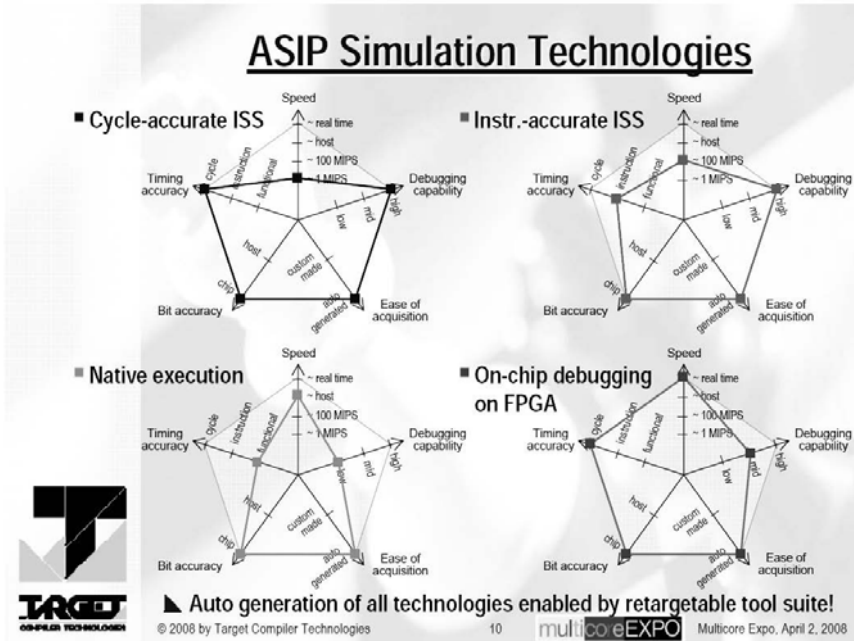 ASIP Simulation Technologies
■ Cycle-accurate ISS
Speed
~ real time
~ host
~ 100 MIPS
~ 1 MIPS
Timing accuracy
cycle
instruction
functional
Debugging capability
low
mid
high
host
chip
Bit accuracy
custom made
auto generated
Ease of acquisition
■ Instr.-accurate ISS
Speed
~ real time
~ host
100 MIPS
~ 1 MIPS
Timing accuracy
cycle
instruction
functional
Debugging capability
low
mid
high
host
chip
Bit accuracy
custom made
auto generated
Ease of acquisition
■ Native execution
Speed
~ real time
~ host
~ 100 MIPS
~ 1 MIPS
Timing accuracy
cycle
instruction
functional
Debugging capability
low
mid
high
host
chip
Bit accuracy
custom made
auto generated
Ease of acquisition
■ On-chip debugging
on FPGA
Speed
~ real time
~ host
~ 100 MIPS
~ 1 MIPS
Timing accuracy
cycle
instruction
functional
Debugging capability
low
mid
high
host
chip
Bit accuracy
custom made
auto generated
Ease of acquisition
TARGET
COMPILER TECHNOLOGIES
Auto generation of all technologies enabled by retargetable tool suite!
© 2008 by Target Compiler Technologies
10
multicoreEXPO
Multicore Expo, April 2, 2008